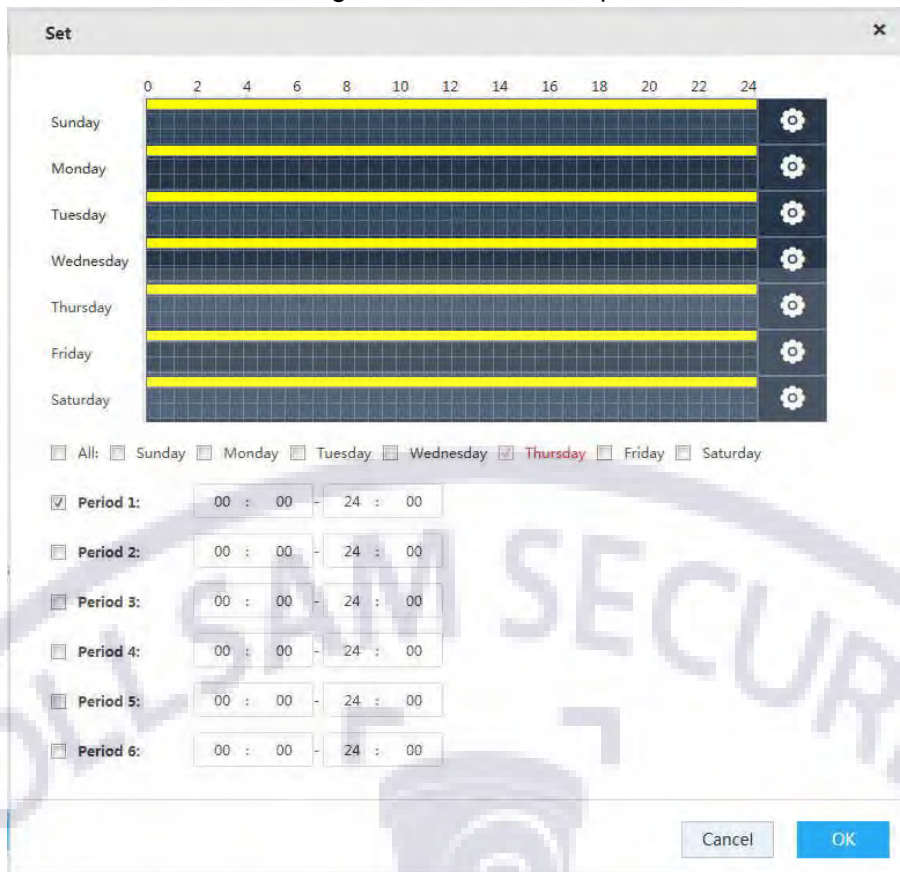 Set ×
0 2 4 6 8 10 12 14 16 18 20 22 24
Sunday
Monday
Tuesday
Wednesday
Thursday
Friday
Saturday
All: Sunday Monday Tuesday Wednesday Thursday Friday Saturday
Period 1: 00 : 00 - 24 : 00
Period 2: 00 : 00 - 24 : 00
Period 3: 00 : 00 - 24 : 00
Period 4: 00 : 00 - 24 : 00
Period 5: 00 : 00 - 24 : 00
Period 6: 00 : 00 - 24 : 00
OLLSAM SECUR
Cancel OK